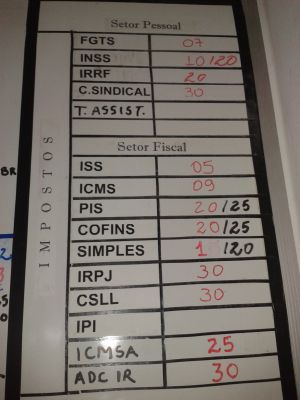 Setor Pessoal
FGTS 07
INSS 10/20
IRRF 20
C.SINDICAL 30
T. ASSIST.
IMPOSTOS
Setor Fiscal
ISS 05
ICMS 09
PIS 20/25
COFINS 20/25
SIMPLES 1 /20
IRPJ 30
CSLL 30
IPI
ICMSA 25
ADC IR 30
BR